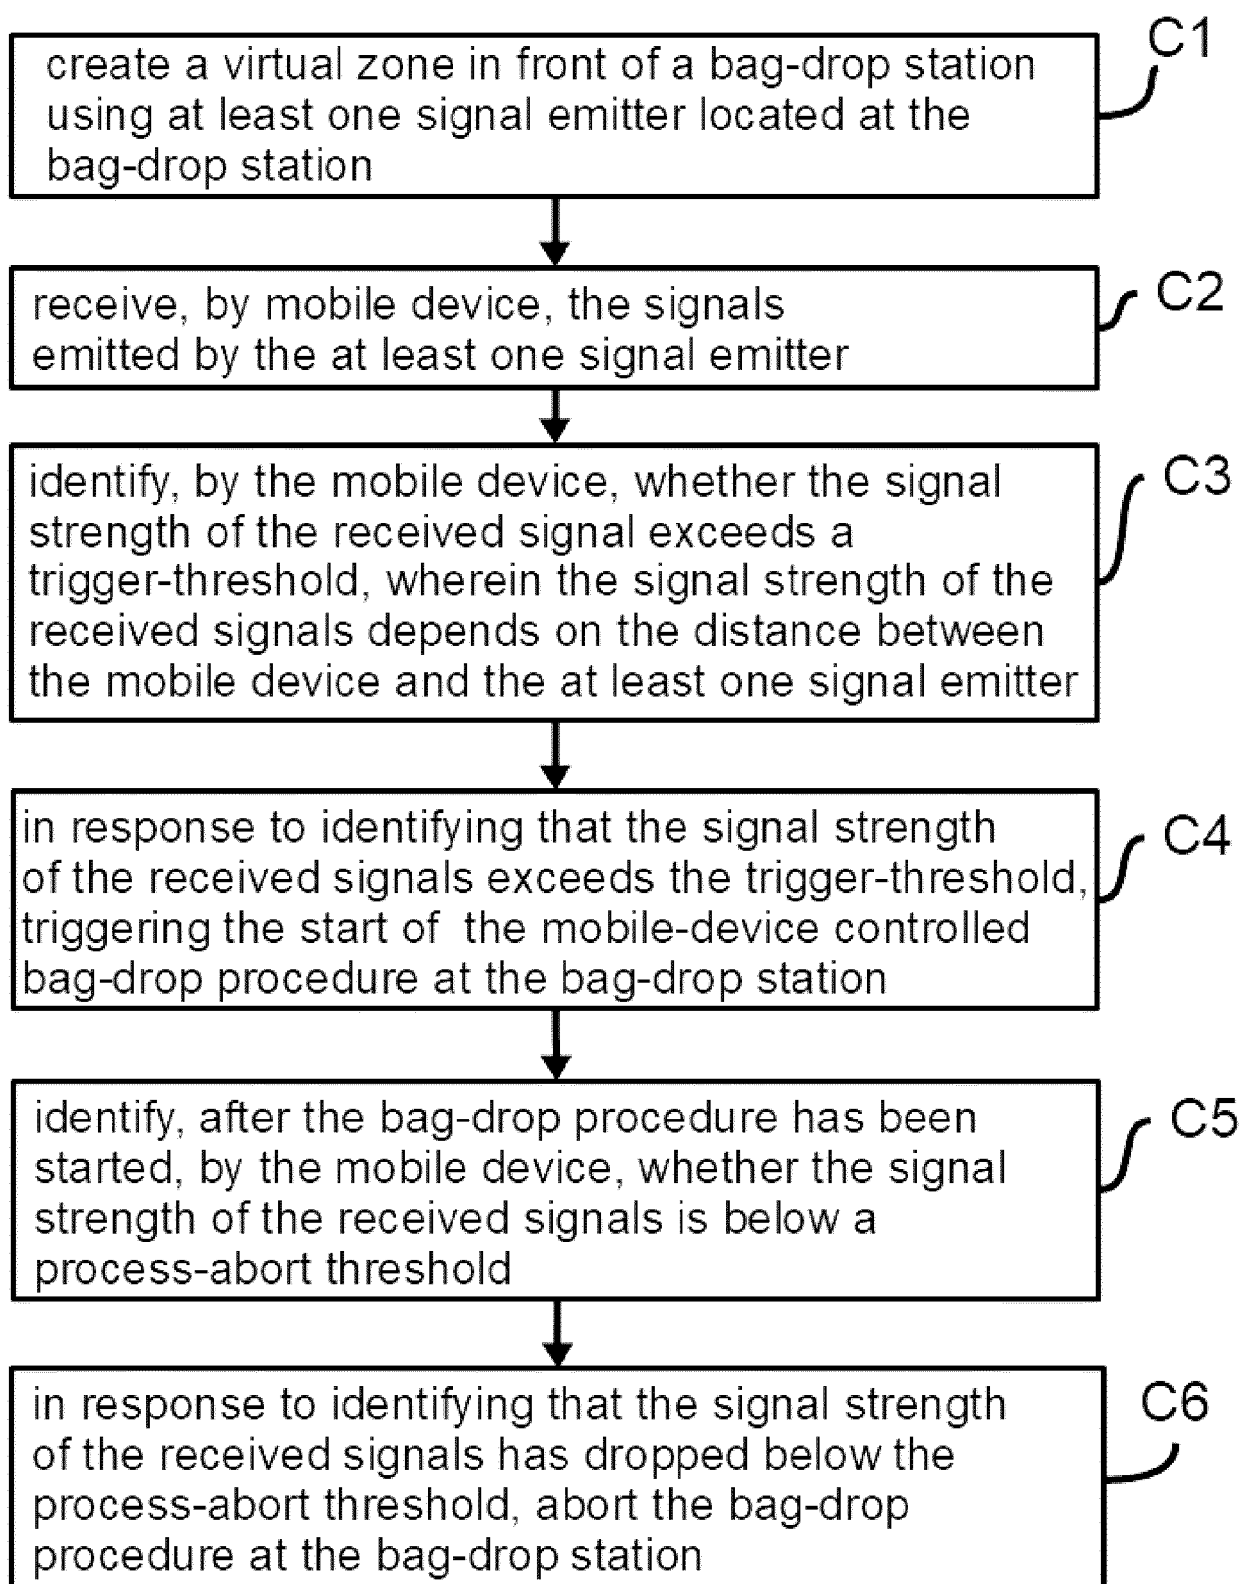 C1
create a virtual zone in front of a bag-drop station
using at least one signal emitter located at the
bag-drop station
C2
receive, by mobile device, the signals
emitted by the at least one signal emitter
C3
identify, by the mobile device, whether the signal
strength of the received signal exceeds a
trigger-threshold, wherein the signal strength of the
received signals depends on the distance between
the mobile device and the at least one signal emitter
C4
in response to identifying that the signal strength
of the received signals exceeds the trigger-threshold,
triggering the start of the mobile-device controlled
bag-drop procedure at the bag-drop station
C5
identify, after the bag-drop procedure has been
started, by the mobile device, whether the signal
strength of the received signals is below a
process-abort threshold
C6
in response to identifying that the signal strength
of the received signals has dropped below the
process-abort threshold, abort the bag-drop
procedure at the bag-drop station